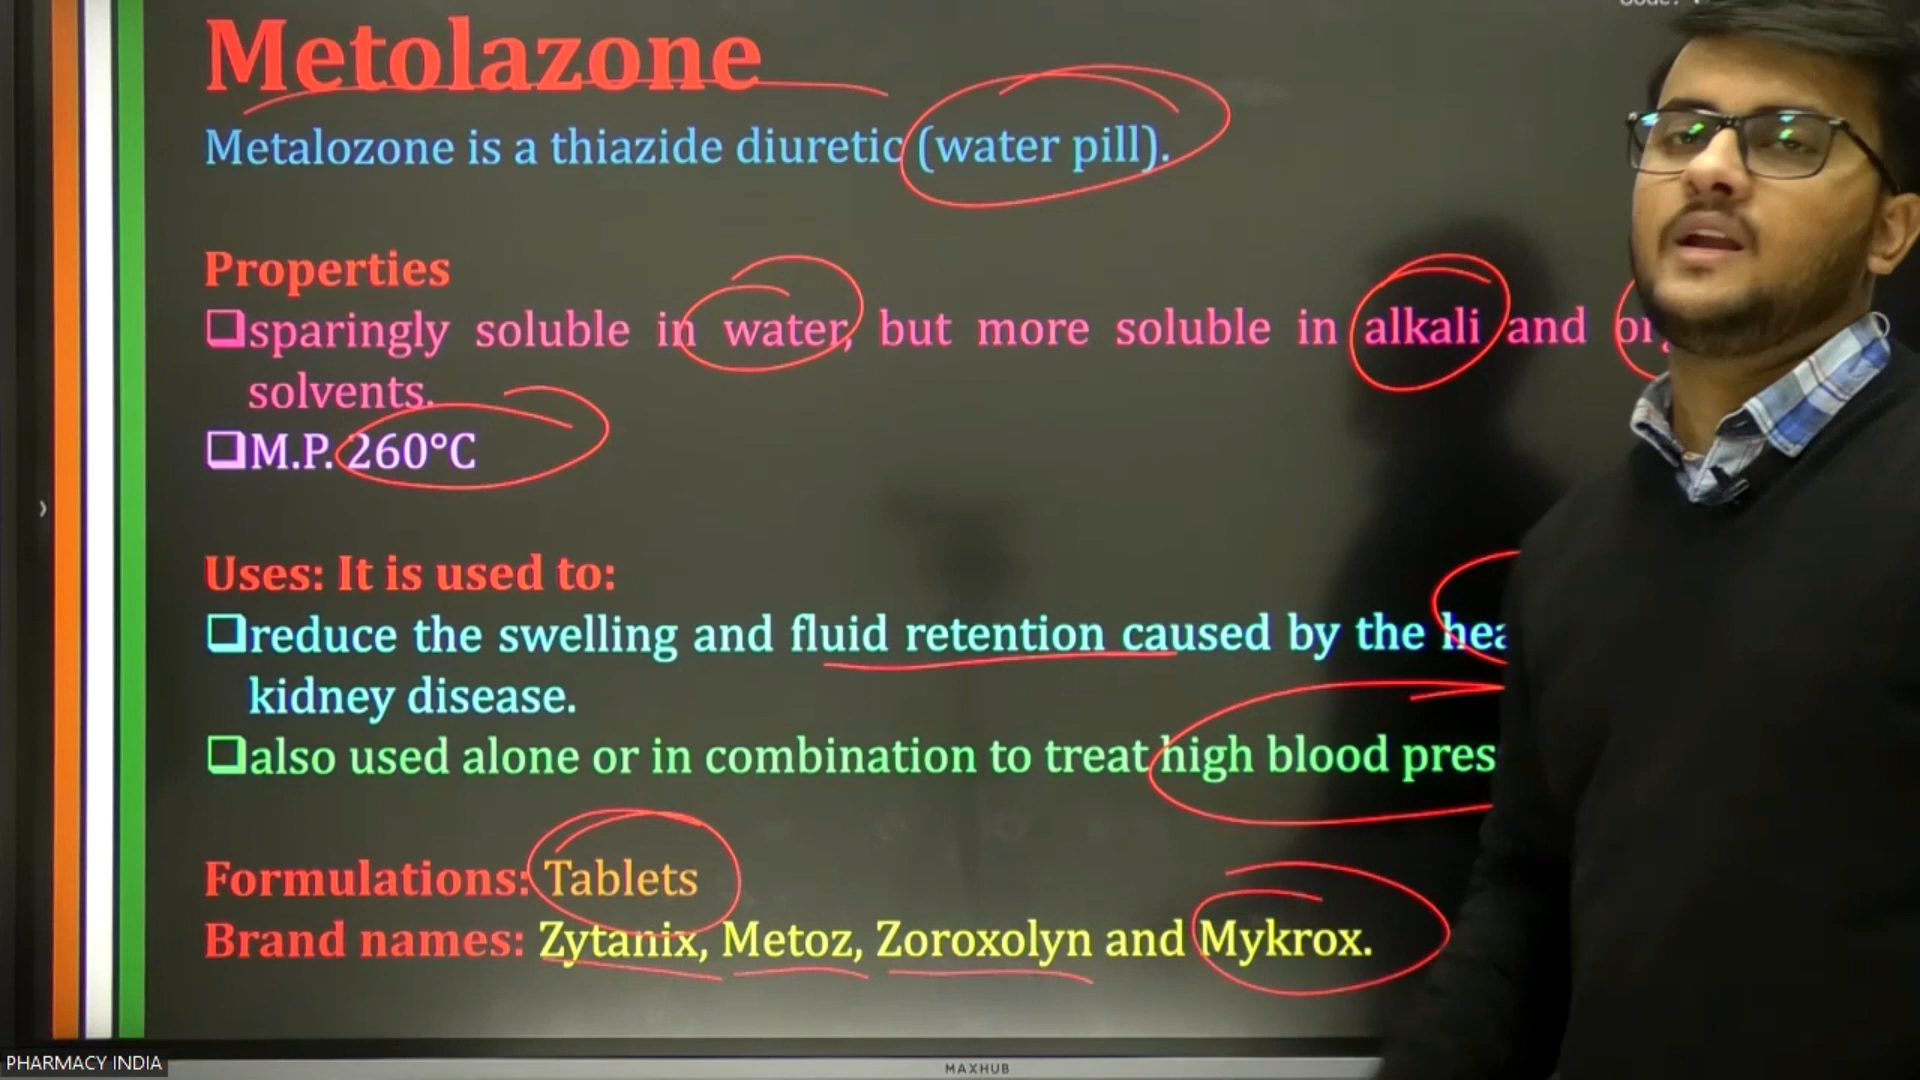 Metolazone
Metalozone is a thiazide diuretic (water pill).
Properties
❑sparingly soluble in water, but more soluble in alkali and
solvents.
❑M.P. 260°C
Uses: It is used to:
❑reduce the swelling and fluid retention caused by the
kidney disease.
❑also used alone or in combination to treat high blood
Formulations: Tablets
Brand names: Zytanix, Metoz, Zoroxolyn and Mykrox.
PHARMACY INDIA
MAXHUB